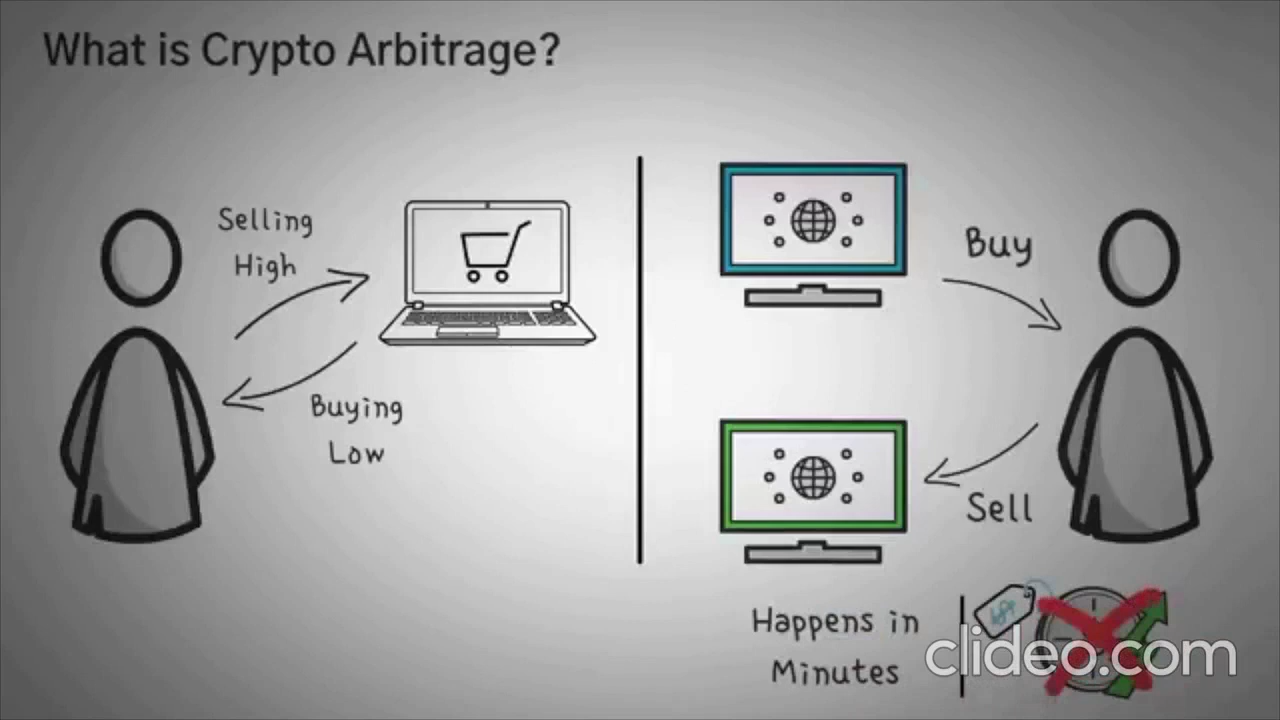 What is Crypto Arbitrage?
Selling
High
Buying
Low
Buy
Sell
Happens in
Minutes
clideo.com